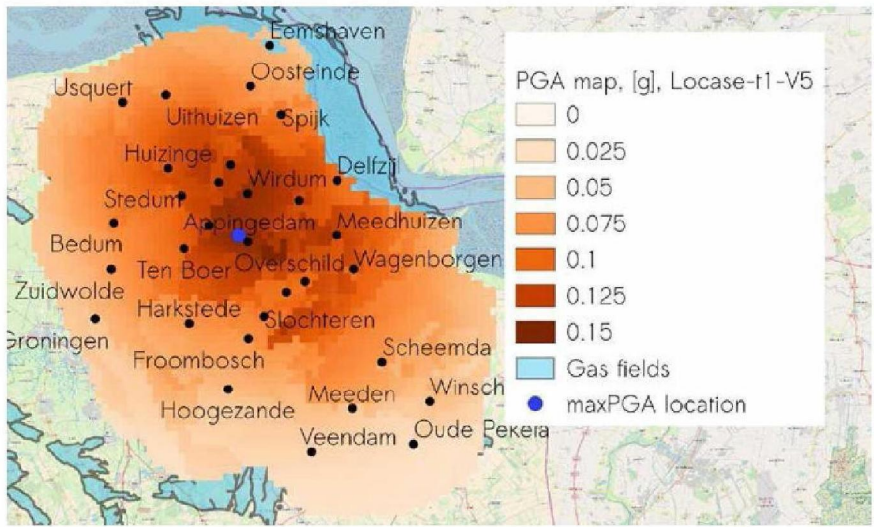 Eemshaven
Oosteinde
Usquert
Uithuizen
Spijk
Huizinge
Delfzijl
Wirdum
Stedum
Appingedam
Meedhuizen
Bedum
Ten Boer
Overschild
Wagenborgen
Zuidwolde
Harkstede
Slochteren
Groningen
Froombosch
Scheemda
Meeden
Winsch
Hoogezande
Veendam
Oude Pekela
PGA map, [g], Locase-t1-V5
0
0.025
0.05
0.075
0.1
0.125
0.15
Gas fields
maxPGA location